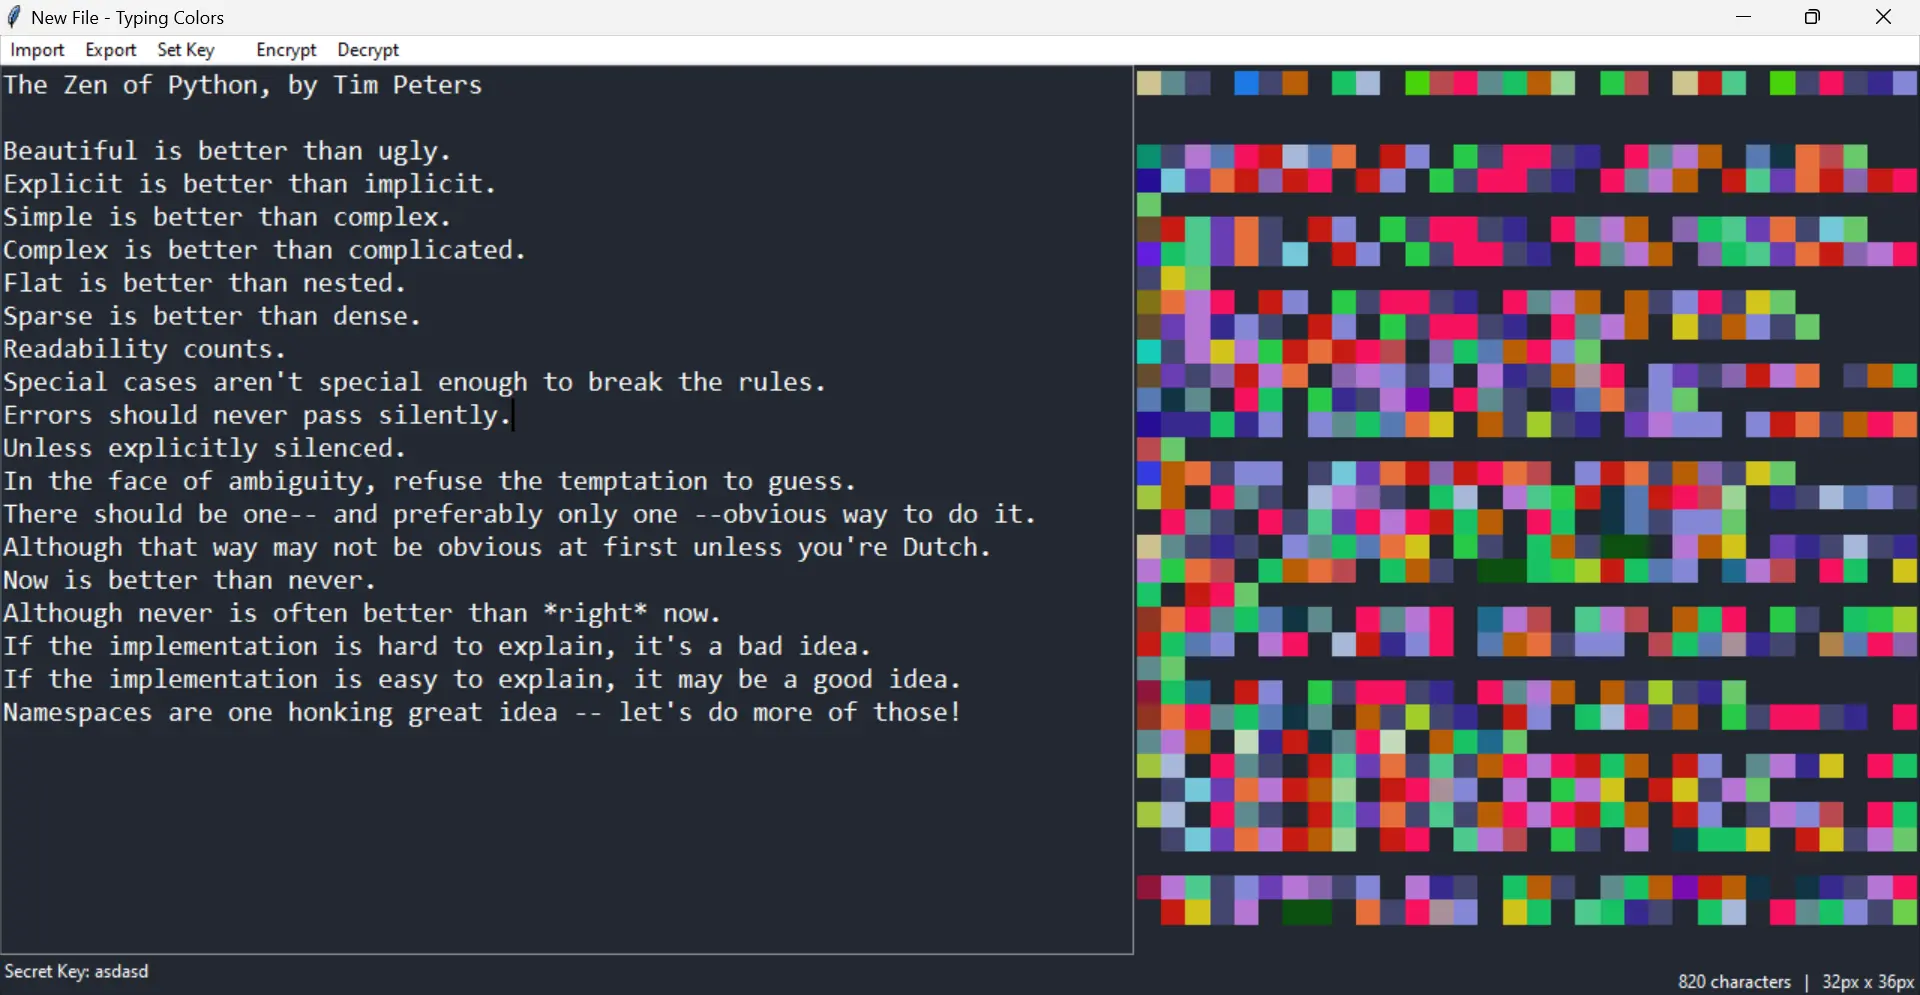 New File - Typing Colors
Import Export Set Key Encrypt Decrypt
The Zen of Python, by Tim Peters
Beautiful is better than ugly.
Explicit is better than implicit.
Simple is better than complex.
Complex is better than complicated.
Flat is better than nested.
Sparse is better than dense.
Readability counts.
Special cases aren't special enough to break the rules.
Errors should never pass silently.
Unless explicitly silenced.
In the face of ambiguity, refuse the temptation to guess.
There should be one-- and preferably only one --obvious way to do it.
Although that way may not be obvious at first unless you're Dutch.
Now is better than never.
Although never is often better than *right* now.
If the implementation is hard to explain, it's a bad idea.
If the implementation is easy to explain, it may be a good idea.
Namespaces are one honking great idea -- let's do more of those!
Secret Key: asdasd
820 characters | 32px x 36px